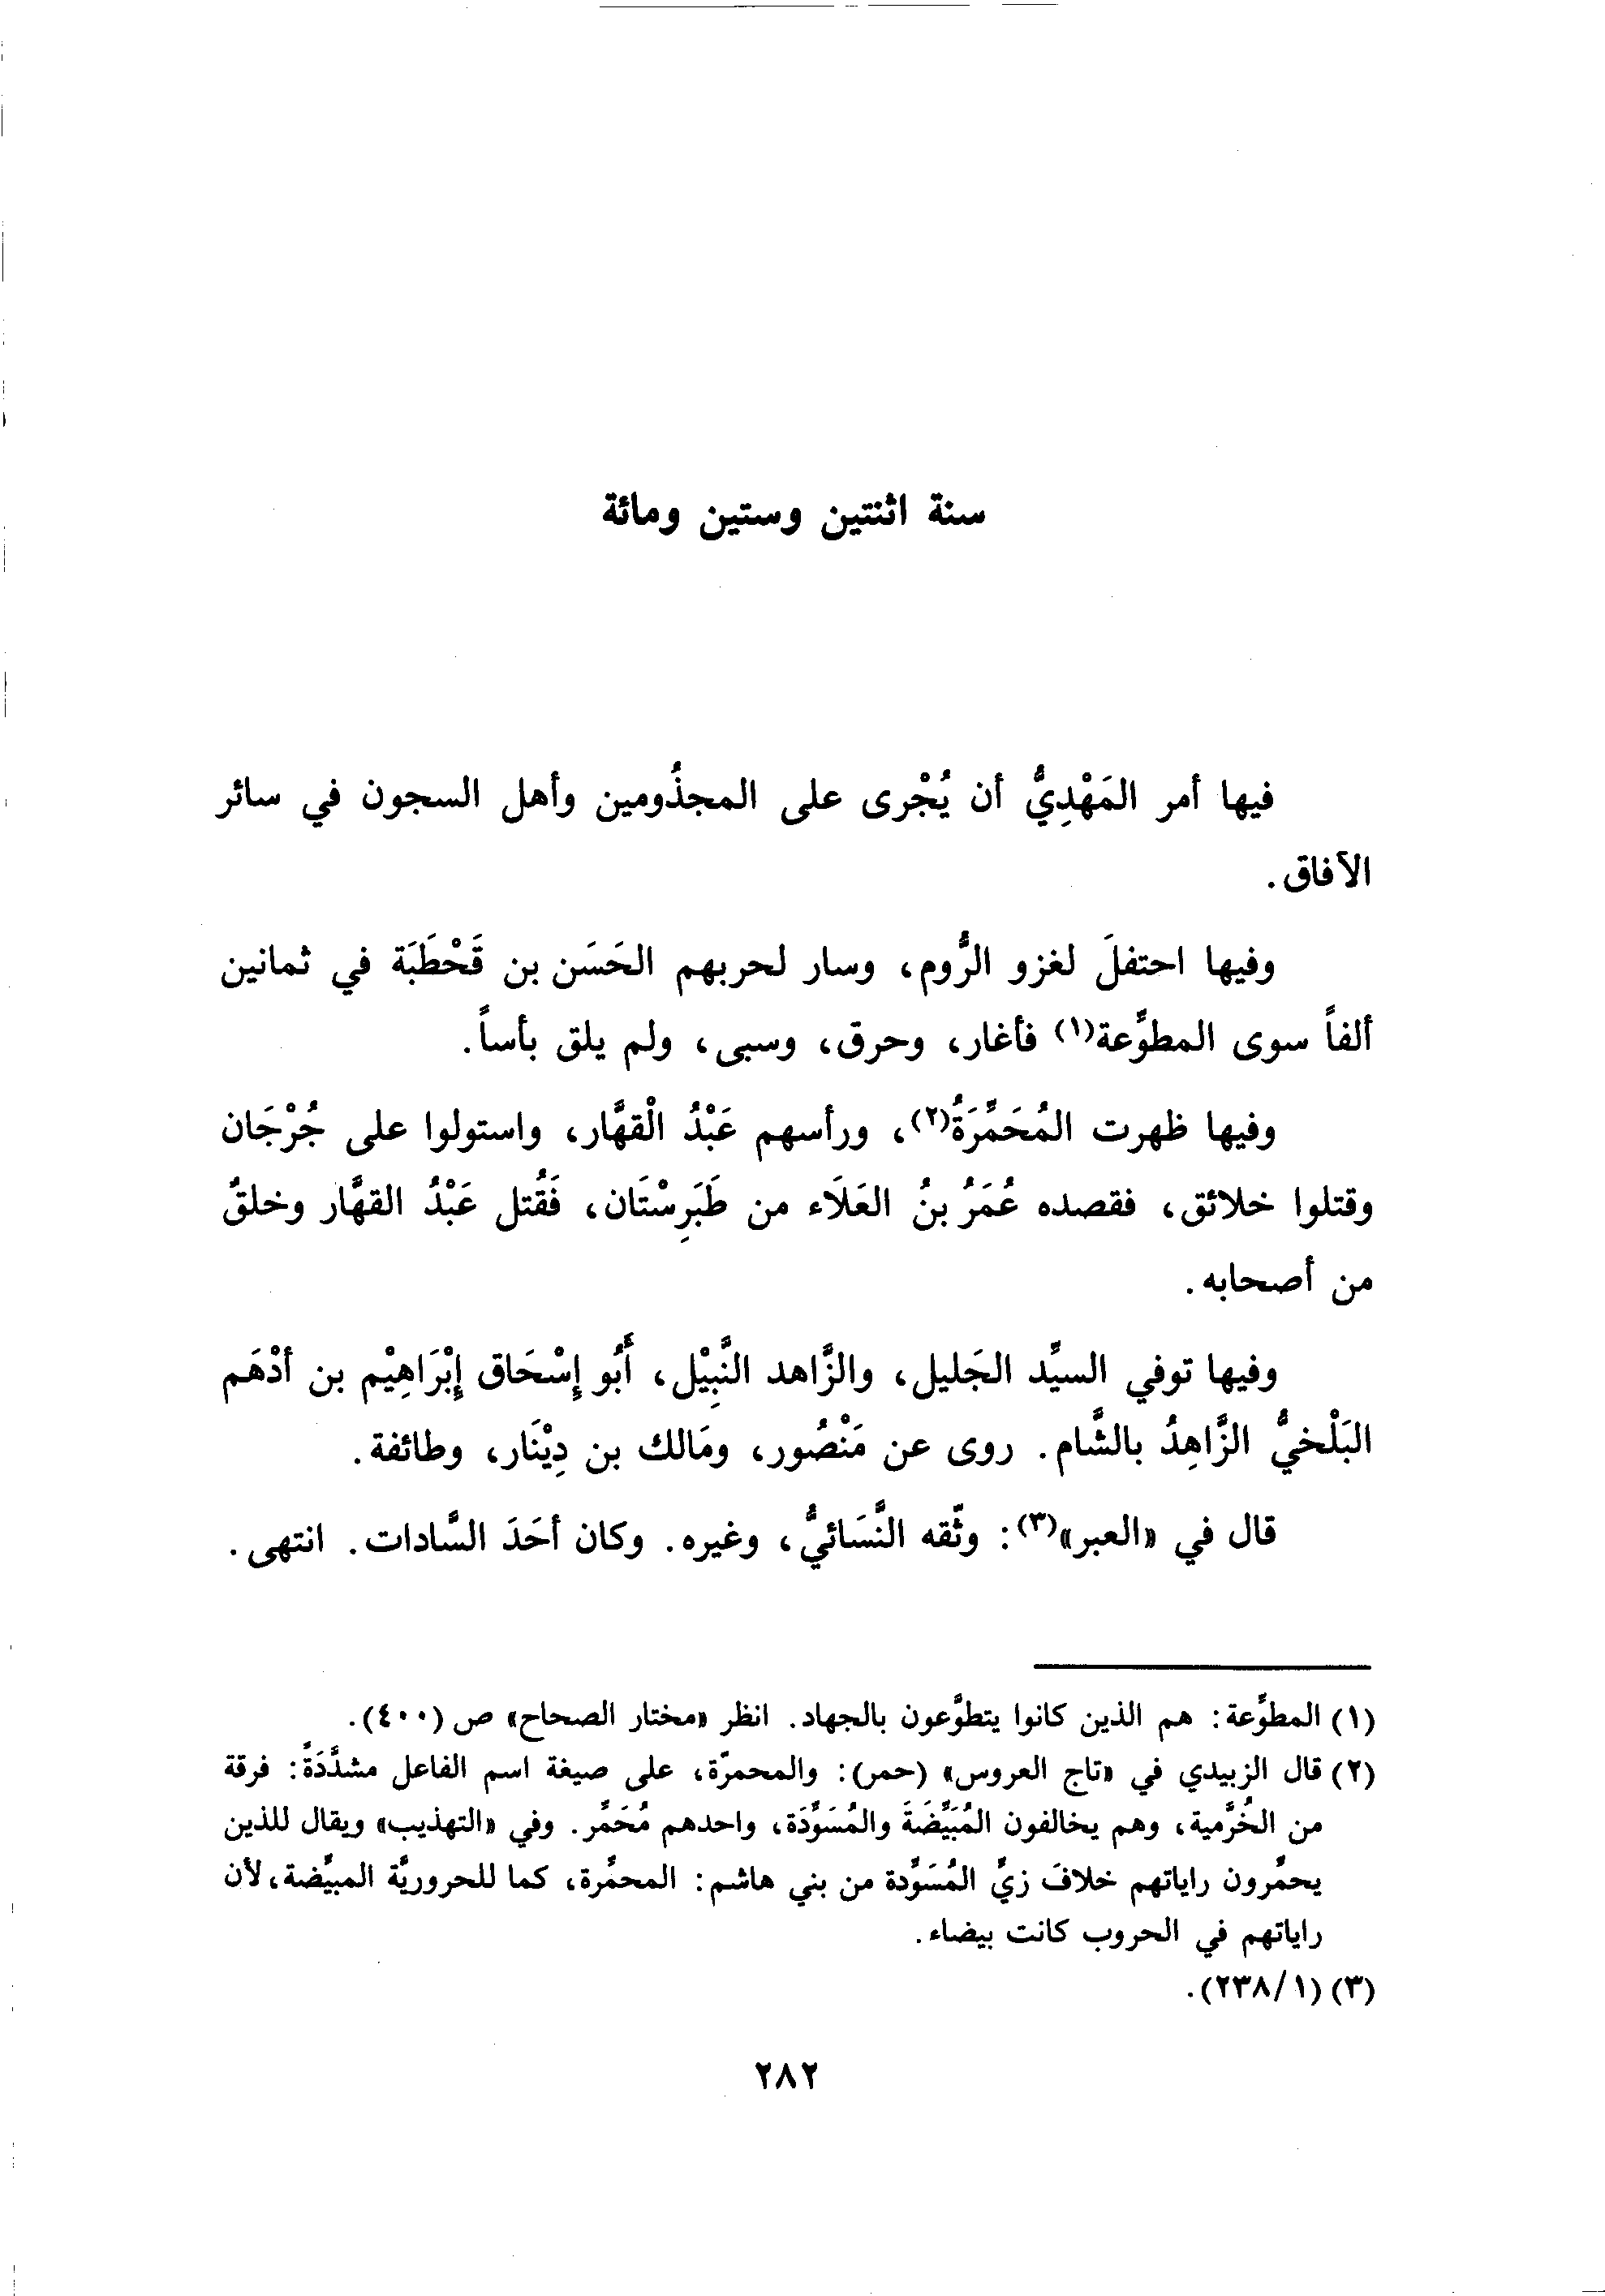 سنة اثنتين وستين ومائة
فيها أمر المَهْدِيُّ أن يُجْرى على المجذُومين وأهل السجون في سائر
الآفاق.
وفيها احتفلَ لغزو الرُّوم، وسار لحربهم الحَسَن بن قَحْطَبَة في ثمانين
ألفاً سوى المطوِّعة(١) فأغار، وحرق، وسبى، ولم يلق بأساً.
وفيها ظهرت المُحَمِّرَةُ(٢)، ورأسهم عَبْدُ الْقهَّار، واستولوا على جُرْجَان
وقتلوا خلائق، فقصده عُمَرُ بنُ العَلَاء من طَبَرِسْتَان، فَقُتل عَبْدُ القهَّار وخلقٌ
من أصحابه.
وفيها توفي السيِّد الجَليل، والزَّاهد النَّبِيْل، أَبُو إِسْحَاق إِبْرَاهِيْم بن أدْهَم
البَلْخيُّ الزَّاهِدُ بالشَّام. روى عن مَنْصُور، ومَالك بن دِيْنَار، وطائفة.
قال في «العبر»(٣): وثّقه النَّسَائيُّ، وغيره. وكان أحَدَ السَّادات. انتهى.
(١) المطوِّعة: هم الذين كانوا يتطوَّعون بالجهاد. انظر «مختار الصحاح» ص (٤٠٠).
(٢) قال الزبيدي في «تاج العروس» (حمر): والمحمرّة، على صيغة اسم الفاعل مشدَّدَةً: فرقة
من الخُرَّمية، وهم يخالفون المُبَيِّضَةَ والمُسَوِّدَة، واحدهم مُحَمِّر. وفي «التهذيب» ويقال للذين
يحمِّرون راياتهم خلافَ زيِّ المُسَوِّدة من بني هاشم: المحمِّرة، كما للحروريَّة المبيِّضة، لأن
راياتهم في الحروب كانت بيضاء.
(٣) (٢٣٨/١).
٢٨٢